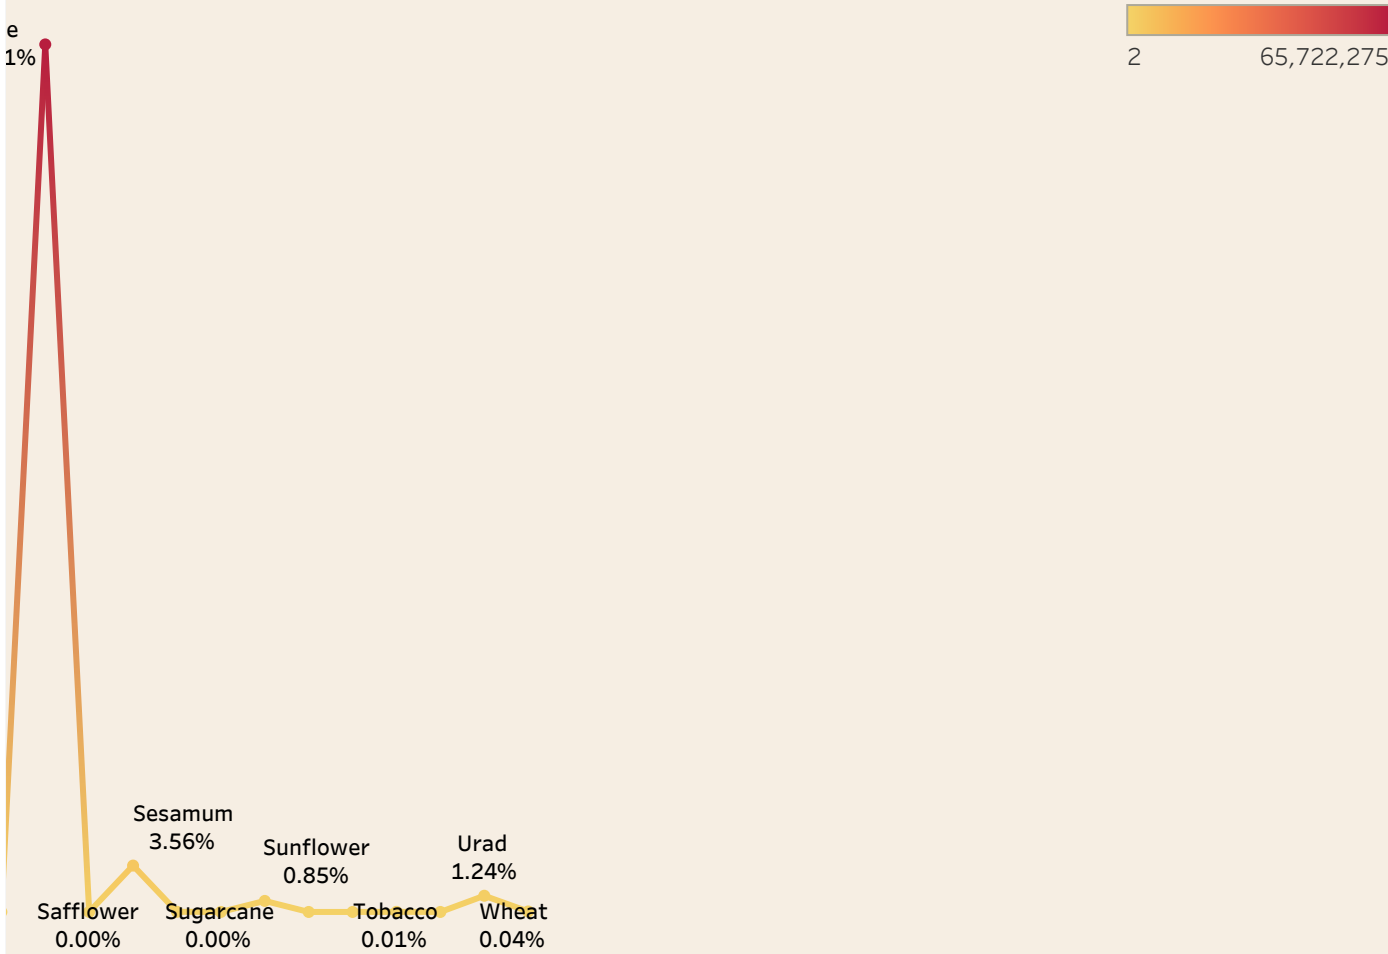 e
1%
2 65,722,275
Sesamum
3.56%
Sunflower
0.85%
Urad
1.24%
Safflower
0.00%
Sugarcane
0.00%
Tobacco
0.01%
Wheat
0.04%